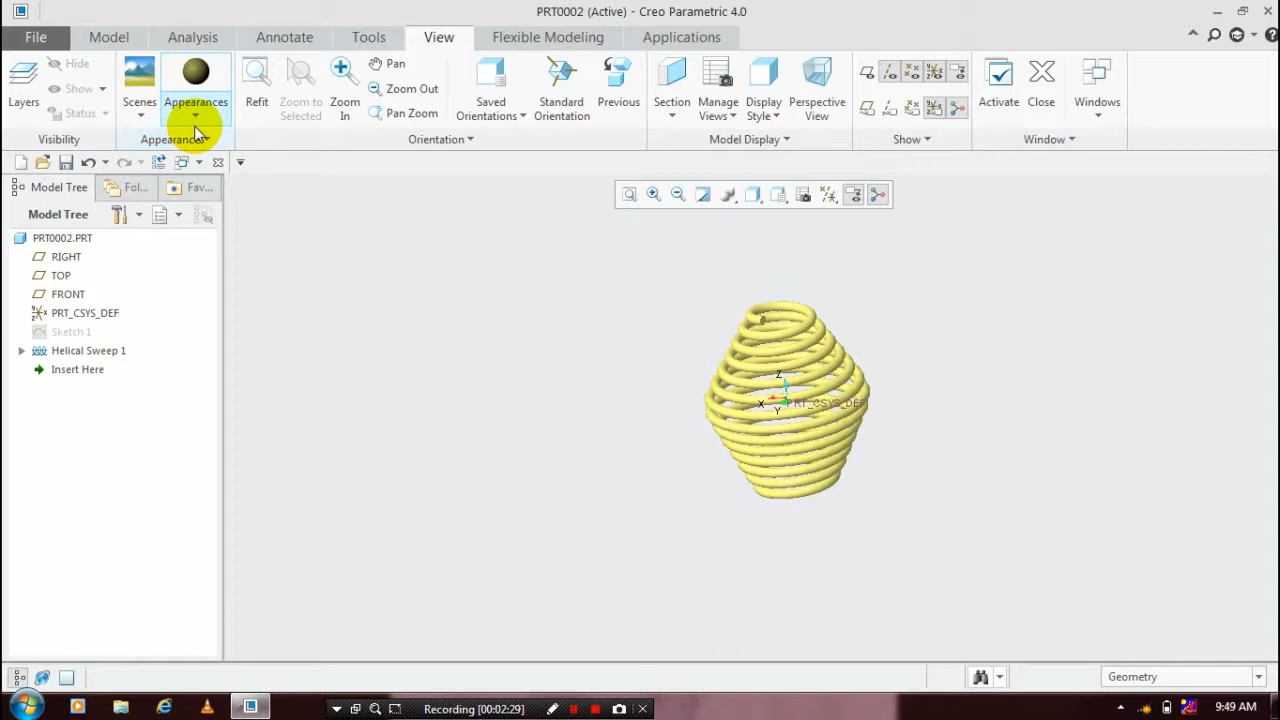 PRT0002 (Active) - Creo Parametric 4.0
File Model Analysis Annotate Tools View Flexible Modeling Applications
Hide
Show
Status
Layers
Scenes
Appearances
Refit
Zoom to Selected
Zoom In
Pan
Zoom Out
Pan Zoom
Saved Orientations
Standard Orientation
Previous
Section
Manage Views
Display Style
Perspective View
Activate
Close
Windows
Visibility
Appearance
Orientation
Model Display
Show
Window
Model Tree Fol... Fav...
Model Tree
PRT0002.PRT
RIGHT
TOP
FRONT
PRT_CSYS_DEF
Sketch 1
Helical Sweep 1
Insert Here
Z
X
Y
PRT_CSYS_DEF
Geometry
Recording [00:02:29]
9:49 AM